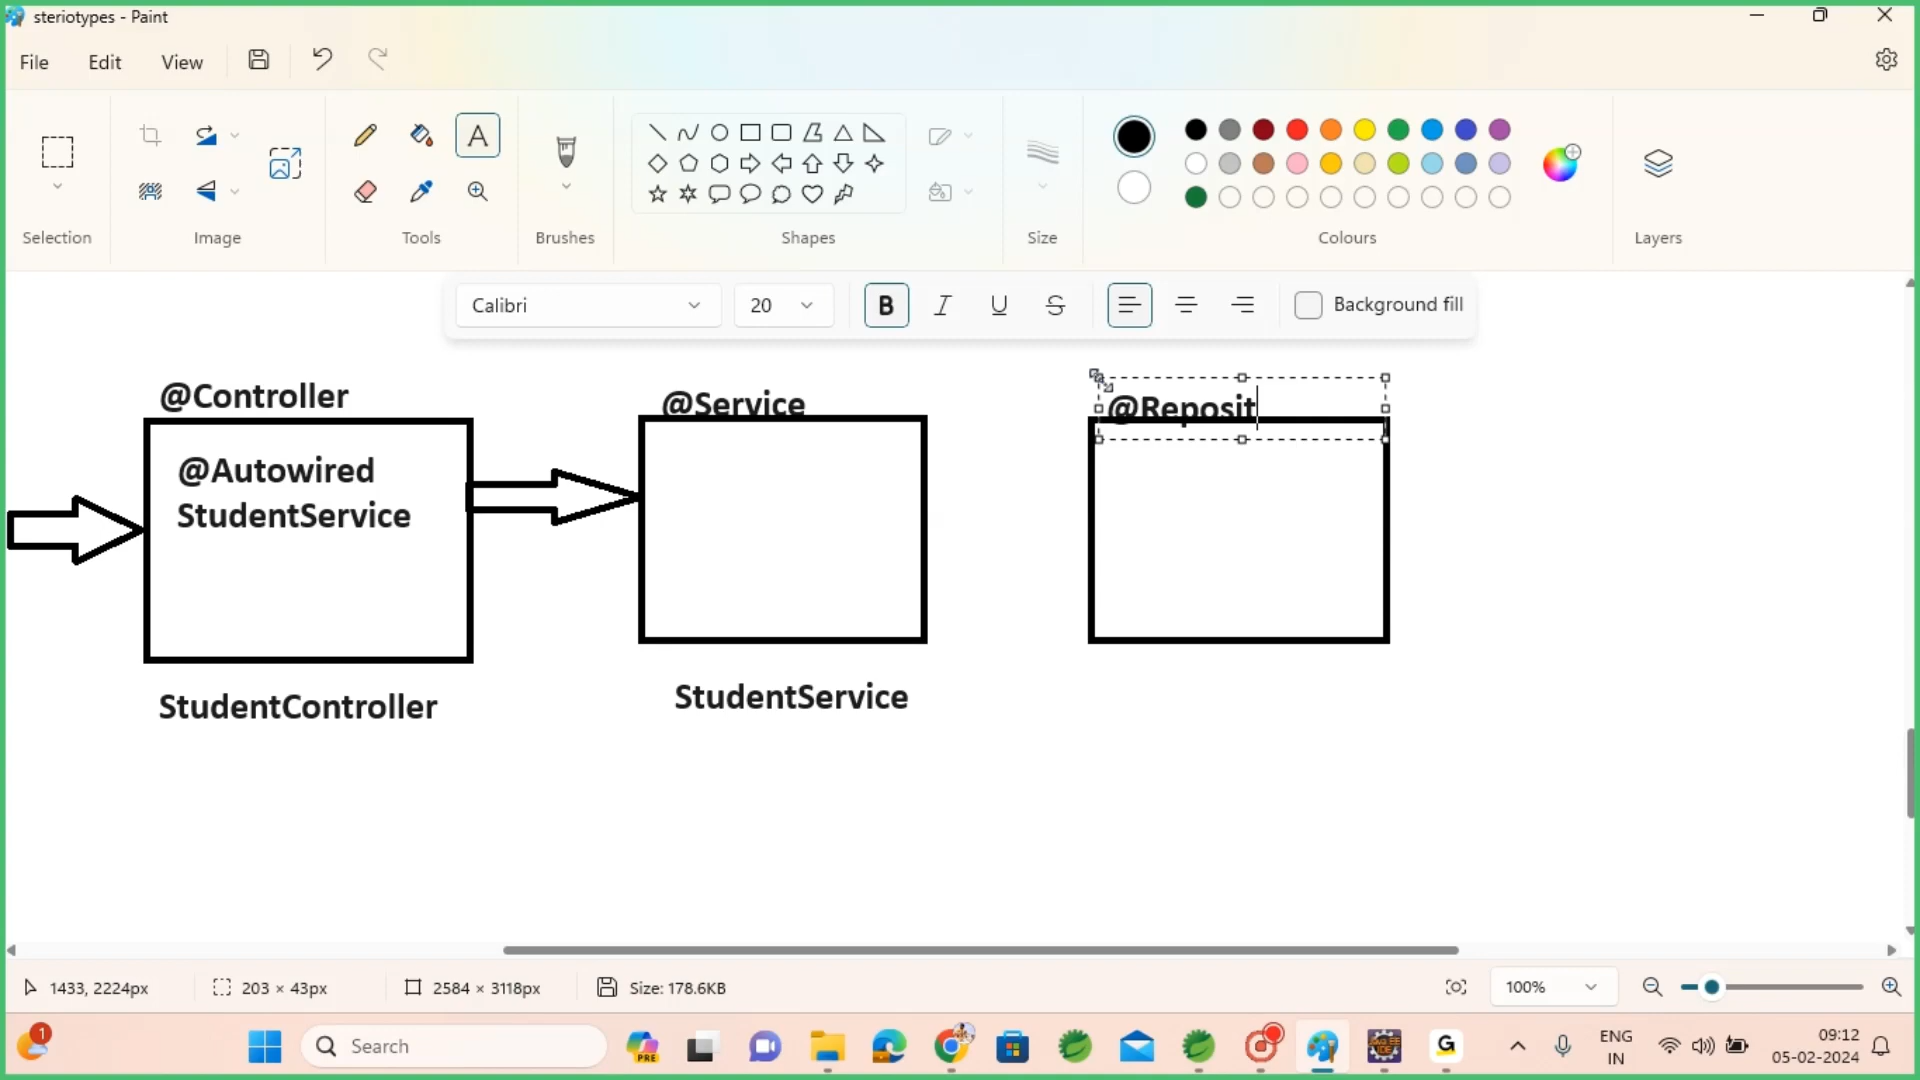 steriotypes - Paint
File Edit View
Selection Image Tools Brushes Shapes Size Colours Layers
Calibri 20 B I U S Background fill
@Controller @Service @Reposit
@Autowired
StudentService
StudentController StudentService
1433, 2224px 203 × 43px 2584 × 3118px Size: 178.6KB 100%
1 Search PRE G ENG 09:12
IN 05-02-2024